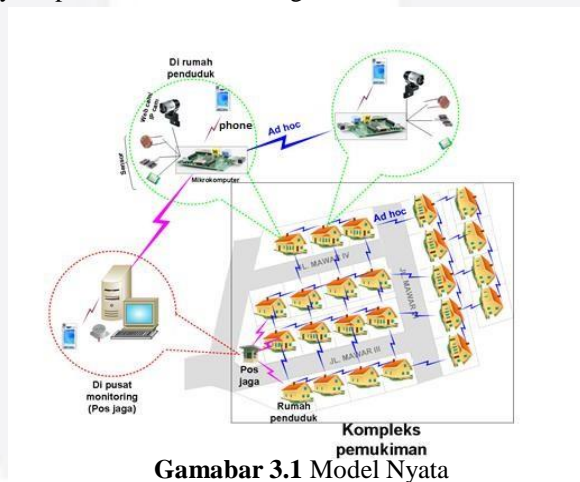 Di rumah
penduduk
Web cam/
IP cam
phone
Ad hoc
Sensor
Mikrokomputer
Ad hoc
JL. MAWAR IV
JL. MAWAR
JL. MAWAR III
Pos
jaga
Di pusat
monitoring
(Pos jaga)
Rumah
penduduk
Kompleks
pemukiman
Gamabar 3.1 Model Nyata